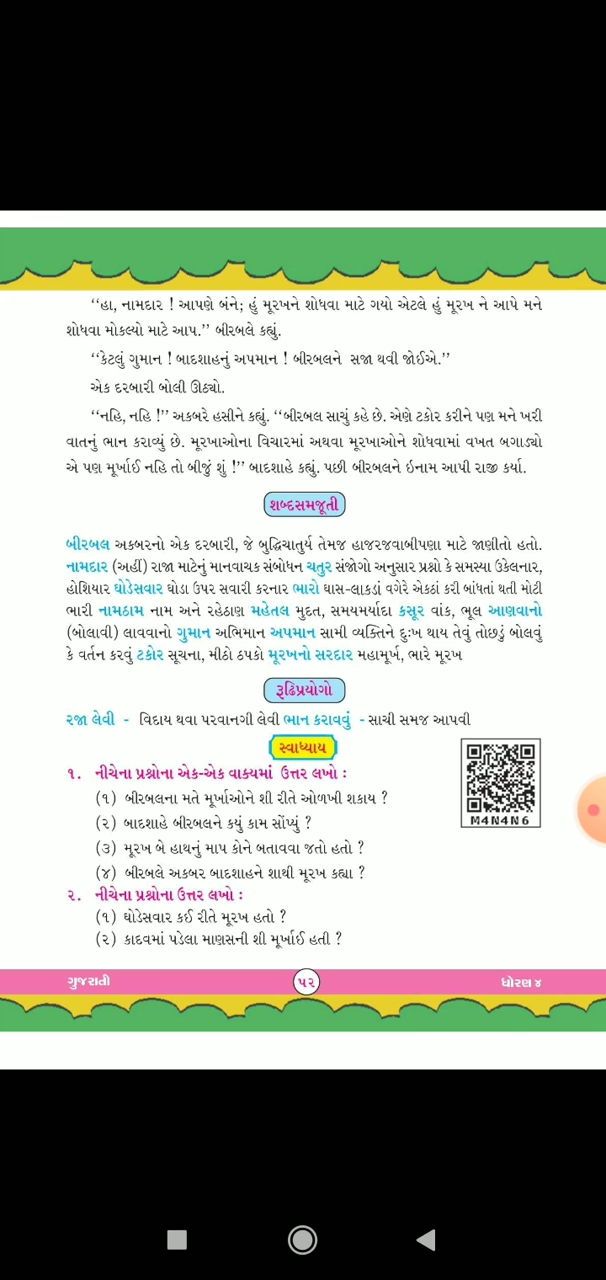 ‘‘હા, નામદાર ! આપણે બંને; હું મૂરખને શોધવા માટે ગયો એટલે હું મૂરખ ને આપે મને
શોધવા મોકલ્યો માટે આપ.’’ બીરબલે કહ્યું.
‘‘કેટલું ગુમાન ! બાદશાહનું અપમાન ! બીરબલને સજા થવી જોઈએ.’’
એક દરબારી બોલી ઊઠ્યો.
‘‘નહિ, નહિ !’’ અકબરે હસીને કહ્યું. ‘‘બીરબલ સાચું કહે છે. એણે ટકોર કરીને પણ મને ખરી
વાતનું ભાન કરાવ્યું છે. મૂરખાઓના વિચારમાં અથવા મૂરખાઓને શોધવામાં વખત બગાડ્યો
એ પણ મૂર્ખાઈ નહિ તો બીજું શું !’’ બાદશાહે કહ્યું. પછી બીરબલને ઇનામ આપી રાજી કર્યા.
શબ્દસમજૂતી
બીરબલ અકબરનો એક દરબારી, જે બુદ્ધિચાતુર્ય તેમજ હાજરજવાબીપણા માટે જાણીતો હતો.
નામદાર (અહીં) રાજા માટેનું માનવાચક સંબોધન ચતુર સંજોગો અનુસાર પ્રશ્નો કે સમસ્યા ઉકેલનાર,
હોશિયાર ઘોડેસવાર ઘોડા ઉપર સવારી કરનાર ભારો ઘાસ-લાકડાં વગેરે એકઠાં કરી બાંધતાં થતી મોટી
ભારી નામઠામ નામ અને રહેઠાણ મહેતલ મુદત, સમયમર્યાદા કસૂર વાંક, ભૂલ આણવાનો
(બોલાવી) લાવવાનો ગુમાન અભિમાન અપમાન સામી વ્યક્તિને દુઃખ થાય તેવું તોછડું બોલવું
કે વર્તન કરવું ટકોર સૂચના, મીઠો ઠપકો મૂરખનો સરદાર મહામૂર્ખ, ભારે મૂરખ
રૂઢિપ્રયોગો
રજા લેવી - વિદાય થવા પરવાનગી લેવી ભાન કરાવવું - સાચી સમજ આપવી
સ્વાધ્યાય
૧. નીચેના પ્રશ્નોના એક-એક વાક્યમાં ઉત્તર લખો :
(૧) બીરબલના મતે મૂર્ખાઓને શી રીતે ઓળખી શકાય ?
(૨) બાદશાહે બીરબલને કયું કામ સોંપ્યું ?
(૩) મૂરખ બે હાથનું માપ કોને બતાવવા જતો હતો ?
(૪) બીરબલે અકબર બાદશાહને શાથી મૂરખ કહ્યા ?
M4N4N6
૨. નીચેના પ્રશ્નોના ઉત્તર લખો :
(૧) ઘોડેસવાર કઈ રીતે મૂરખ હતો ?
(૨) કાદવમાં પડેલા માણસની શી મૂર્ખાઈ હતી ?
ગુજરાતી ૫૨ ધોરણ ૪